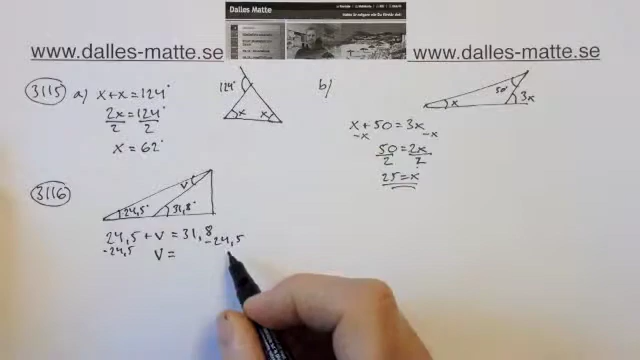 Dalles Matte
www.dalles-matte.se
www.dalles-matte.se
3115
a) x+x=124°
2x=124°
2 2
x=62°
124°
x x
b)
50°
x 3x
x+50=3x
-x -x
50=2x
2
25=x
3116
v
24,5° 31,8°
24,5+v=31,8
-24,5 -24,5
v=